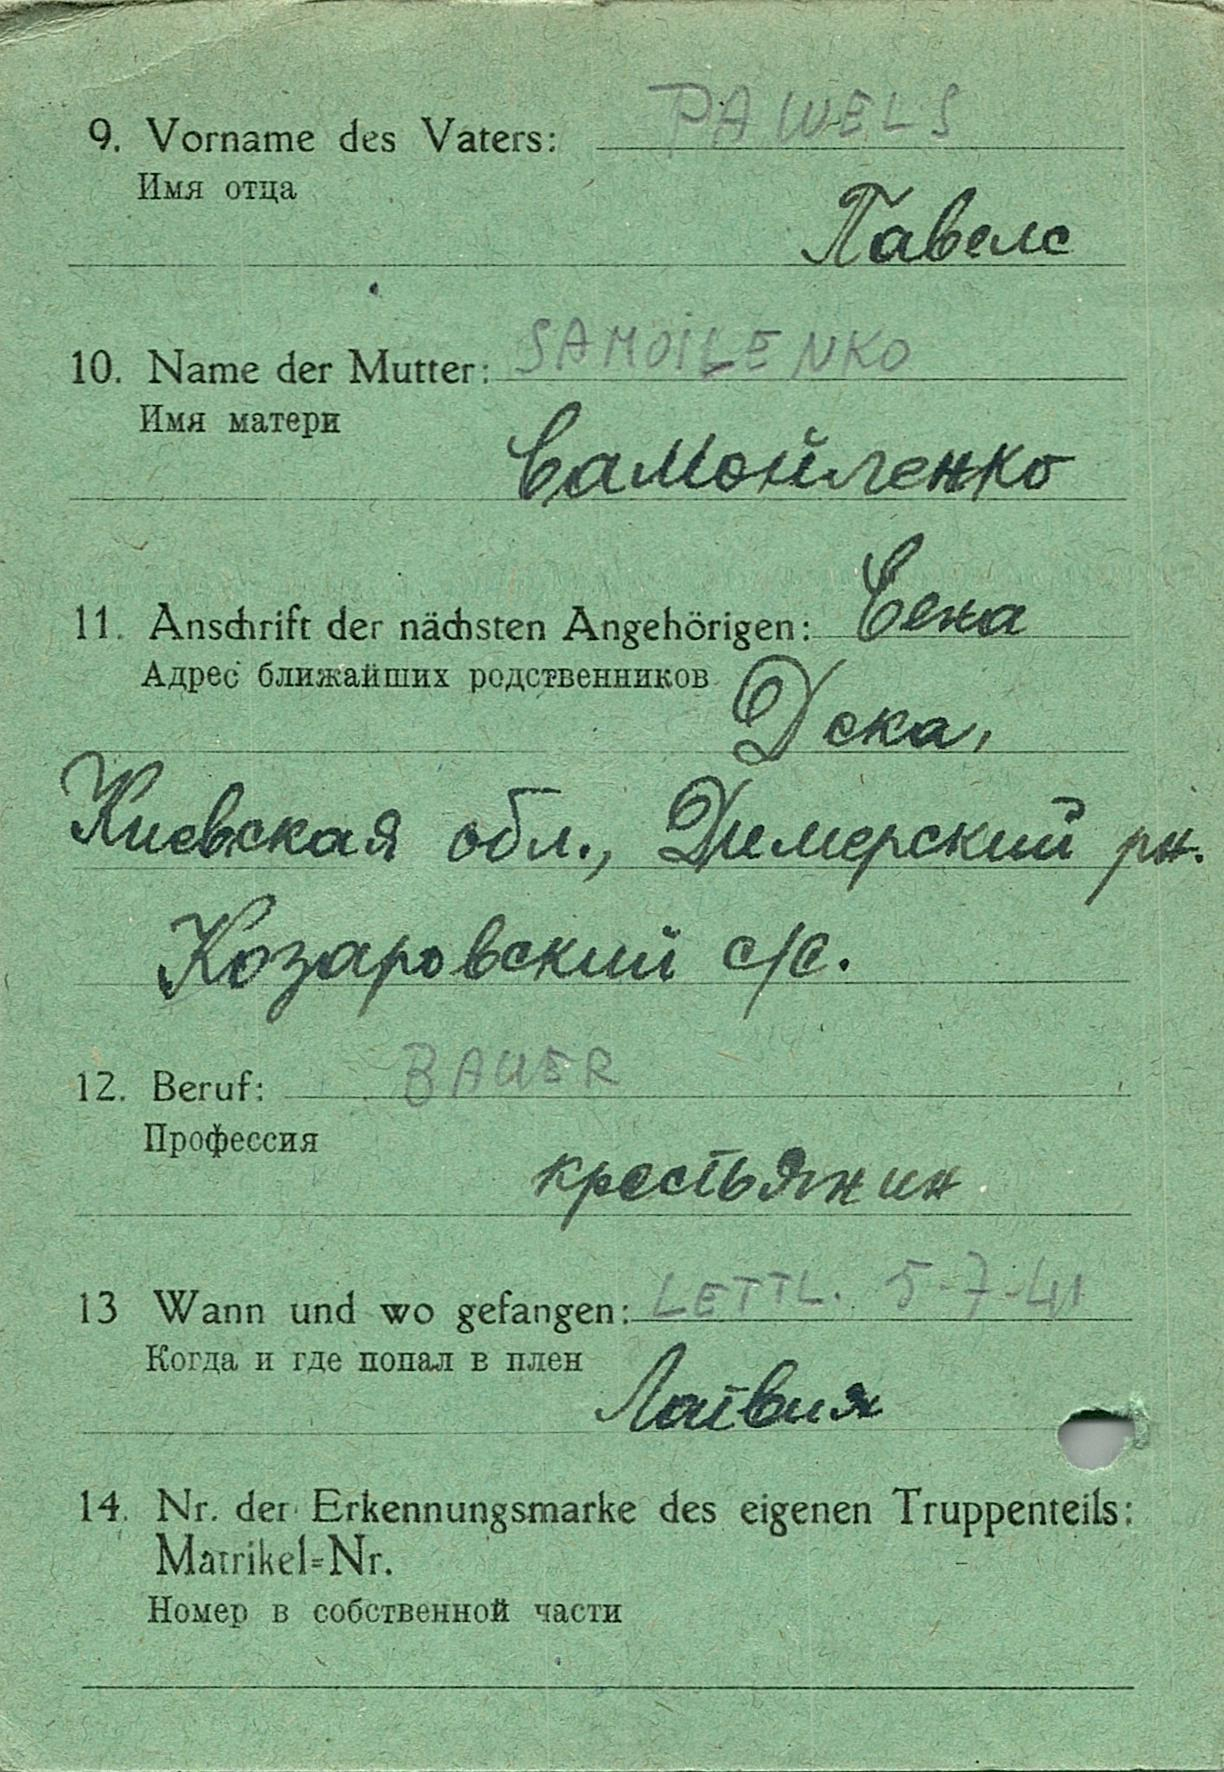 9. Vorname des Vaters: PAWELS
Имя отца
Павелс
10. Name der Mutter: SAMOILENKO
Имя матери
Самойленко
11. Anschrift der nächsten Angehörigen: Сена
Адрес ближайших родственников
Дска,
Киевская обл., Димерский рн.
Козаровский с/с.
12. Beruf: BAUER
Профессия
крестьянин
13 Wann und wo gefangen: LETTL. 5-7-41
Когда и где попал в плен
Латвия
14. Nr. der Erkennungsmarke des eigenen Truppenteils:
Matrikel=Nr.
Номер в собственной части